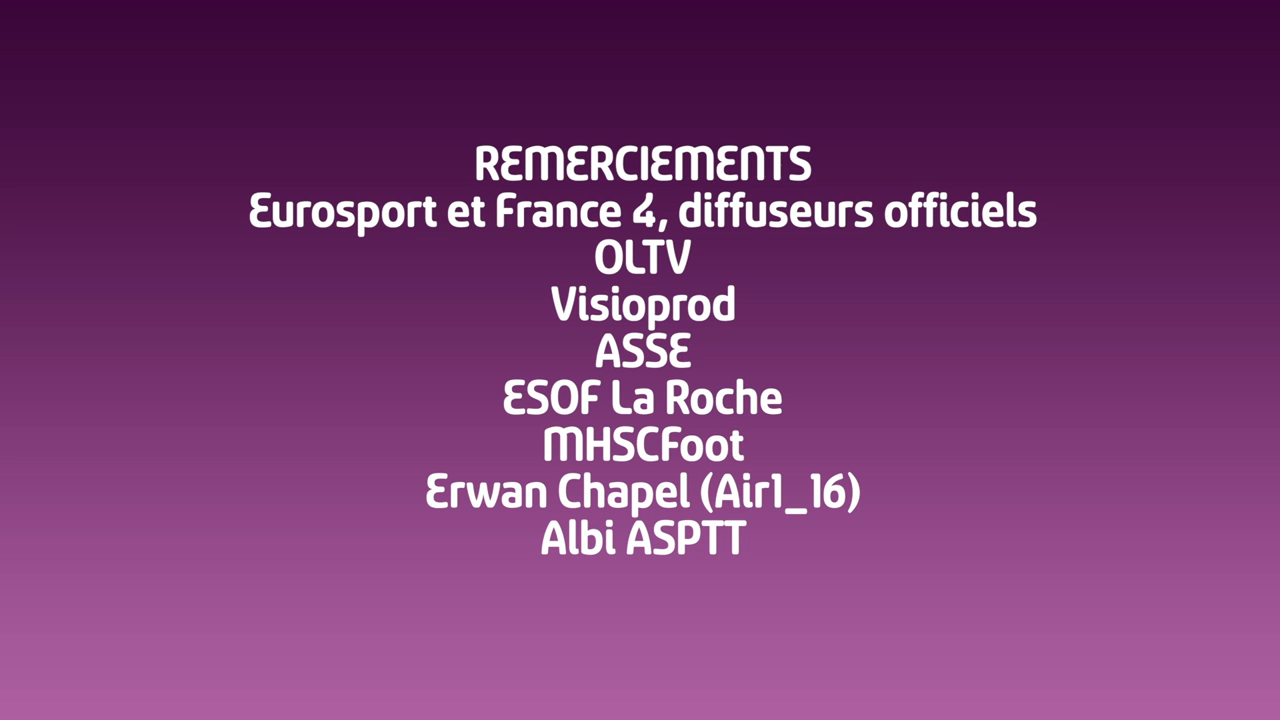 REMERCIEMENTS
Eurosport et France 4, diffuseurs officiels
OLTV
Visioprod
ASSE
ESOF La Roche
MHSCFoot
Erwan Chapel (Air1_16)
Albi ASPTT